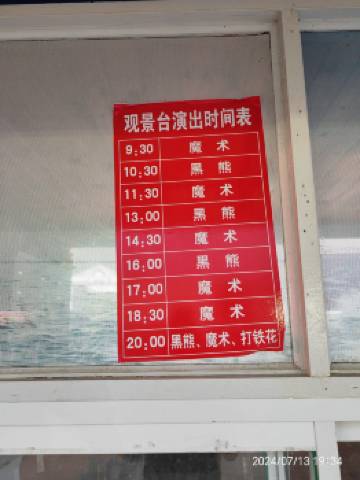 观景台演出时间表
9:30 魔术
10:30 黑熊
11:30 魔术
13:00 黑熊
14:30 魔术
16:00 黑熊
17:00 魔术
18:30 魔术
20:00 黑熊、魔术、打铁花
2024/07/13 19:34